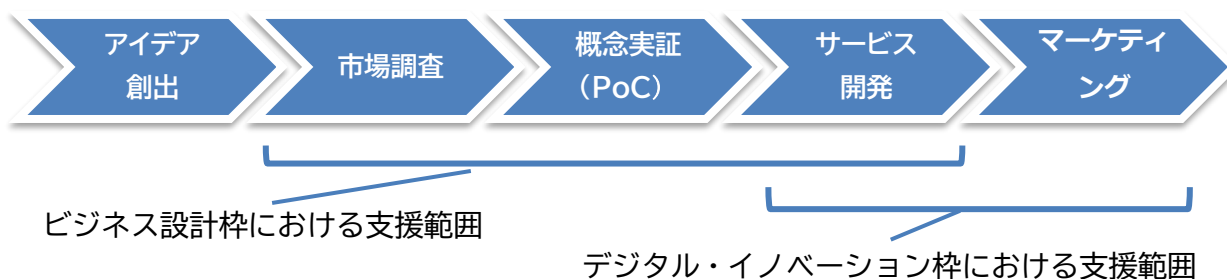 アイデア
創出
市場調査
概念実証
（PoC）
サービス
開発
マーケティ
ング
ビジネス設計枠における支援範囲
デジタル・イノベーション枠における支援範囲